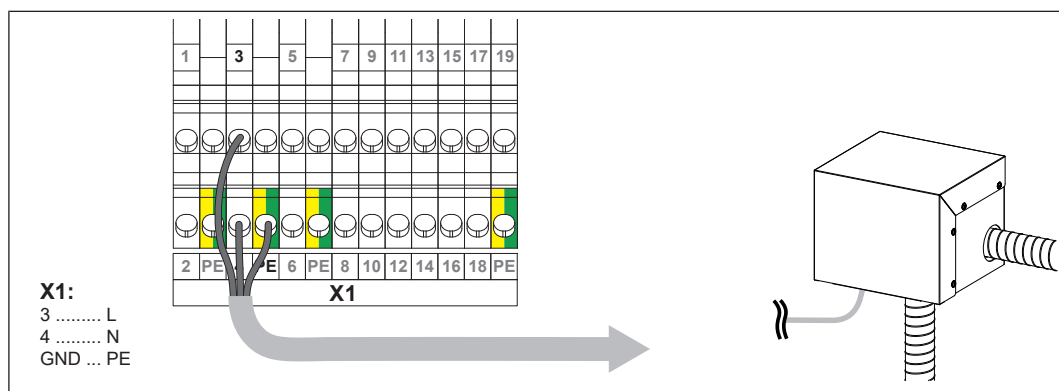 1 3 5 7 9 11 13 15 17 19
2 PE PE 6 PE 8 10 12 14 16 18 PE
X1
X1:
3 ......... L
4 ......... N
GND ... PE